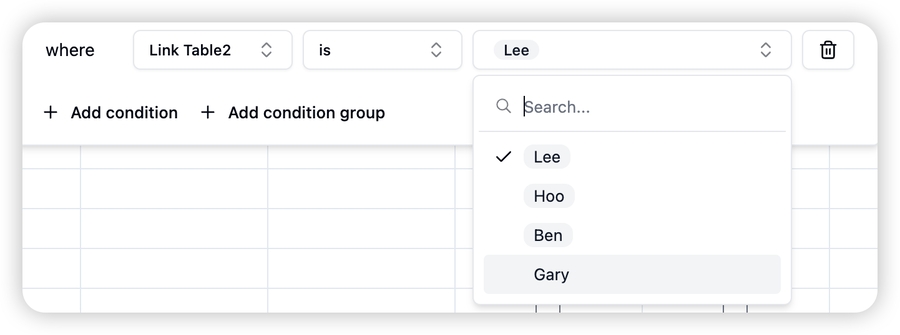 where Link Table2 is Lee
+ Add condition + Add condition group
Search...
Lee
Hoo
Ben
Gary